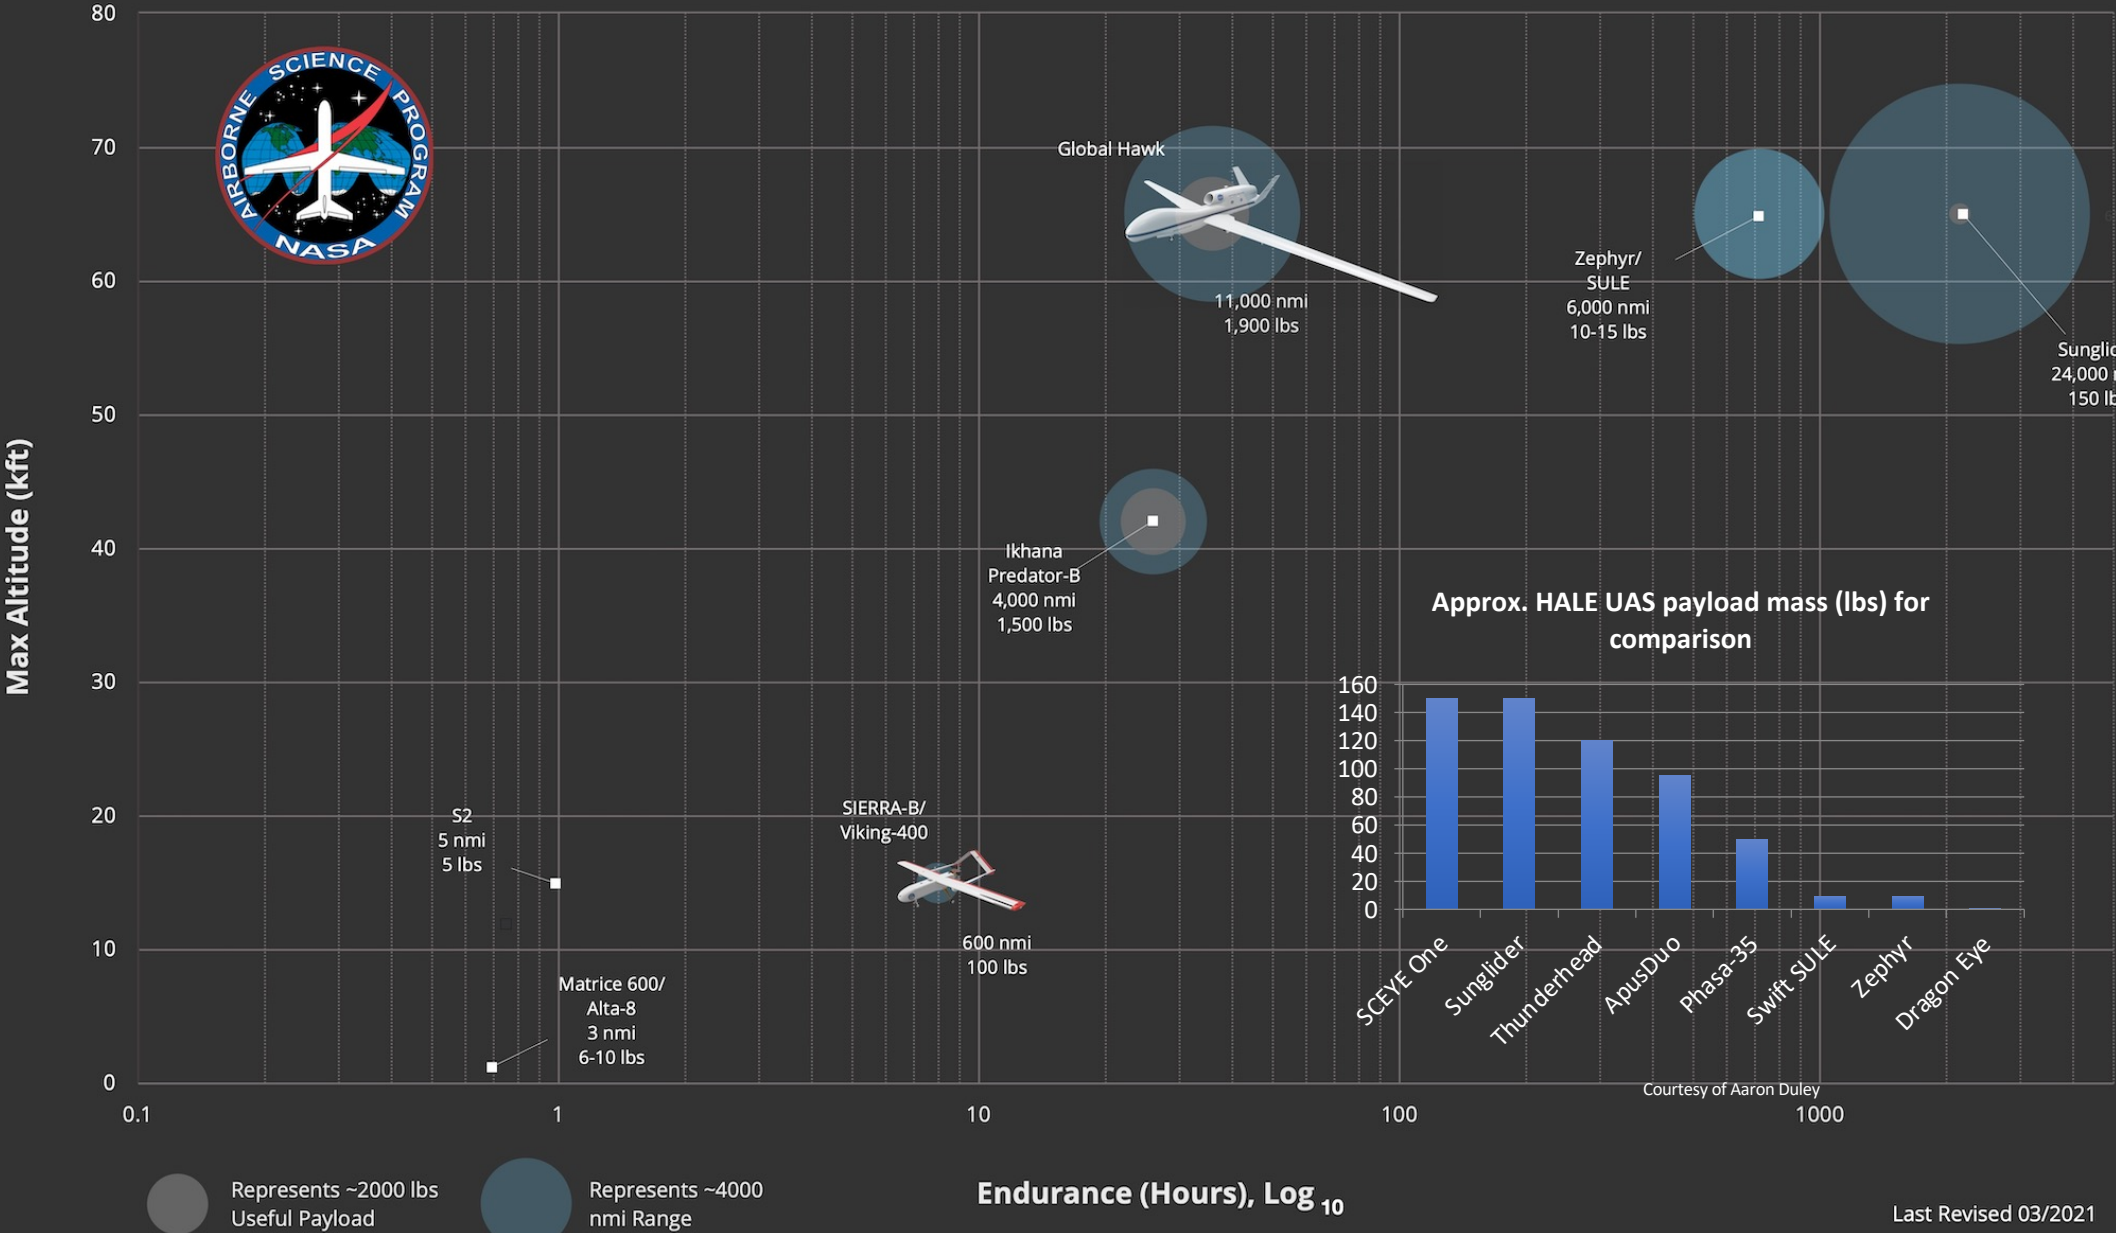 80
70
60
50
40
30
20
10
0
Max Altitude (kft)
AIRBORNE SCIENCE PROGRAM
NASA
Global Hawk
11,000 nmi
1,900 lbs
Zephyr/
SULE
6,000 nmi
10-15 lbs
24,000
150
Ikhana
Predator-B
4,000 nmi
1,500 lbs
S2
5 nmi
5 lbs
SIERRA-B/
Viking-400
600 nmi
100 lbs
Matrice 600/
Alta-8
3 nmi
6-10 lbs
Approx. HALE UAS payload mass (lbs) for
comparison
160
140
120
100
80
60
40
20
0
SCEYE One
Sunglider
Thunderhead
ApusDuo
Phasa-35
Swift SULE
Zephyr
Dragon Eye
Courtesy of Aaron Duley
0.1
1
10
100
1000
Endurance (Hours), Log 10
Represents ~2000 lbs
Useful Payload
Represents ~4000
nmi Range
Last Revised 03/2021